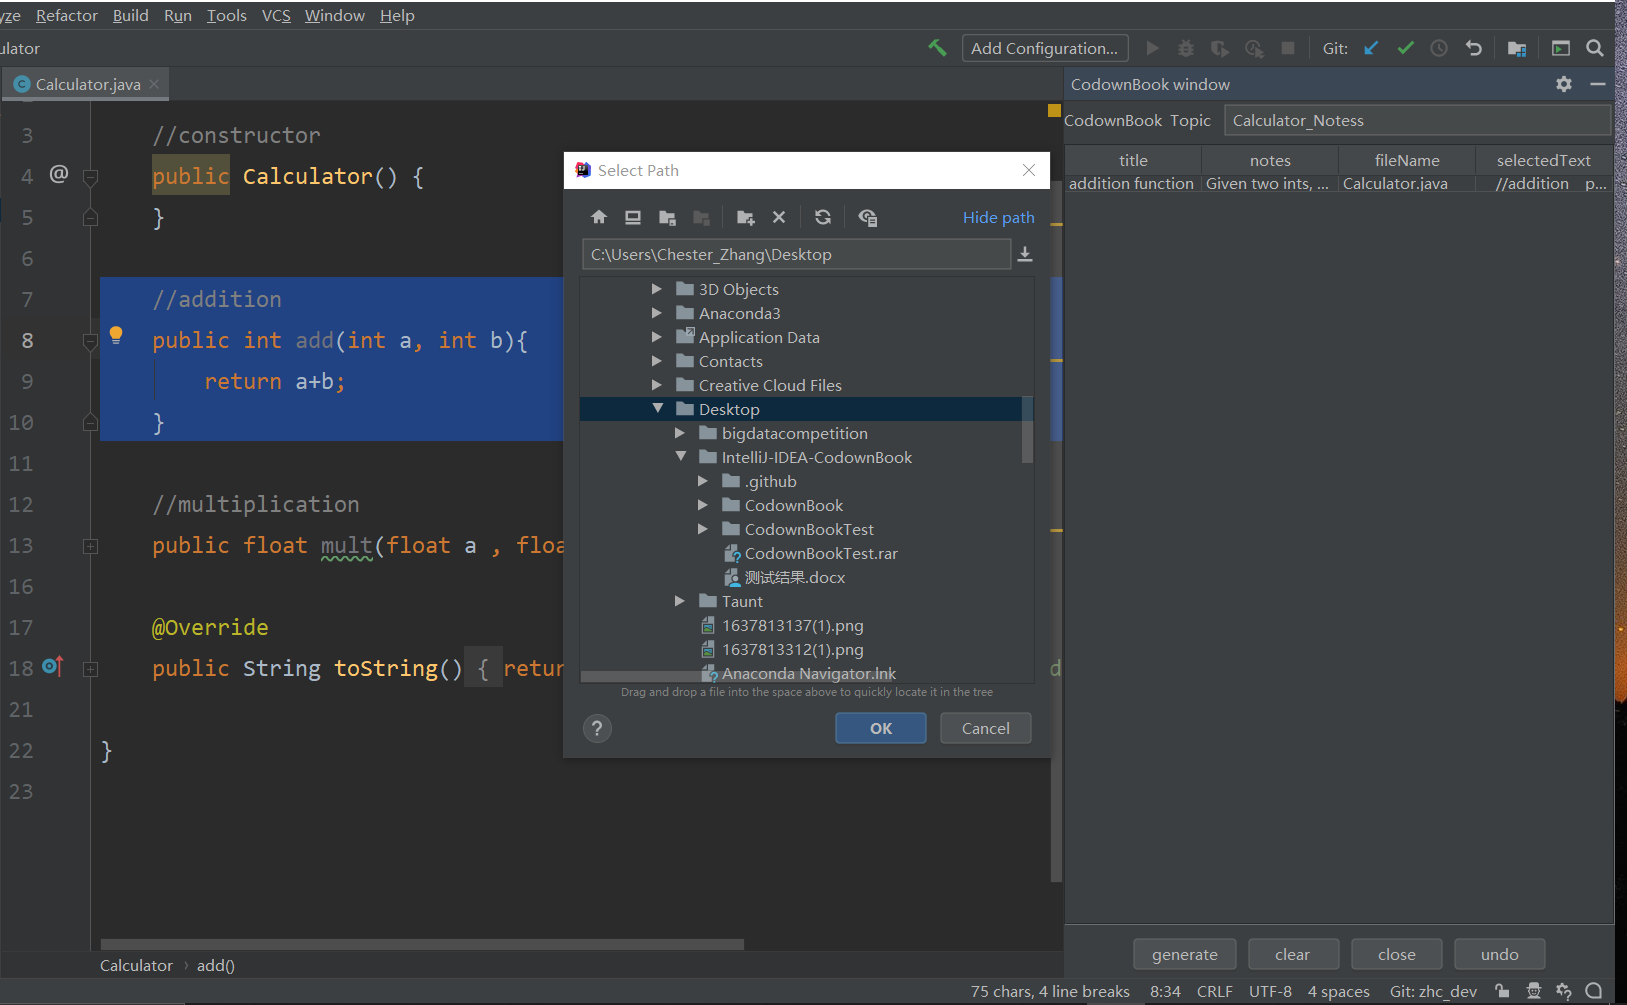 yze Refactor Build Run Tools VCS Window Help
ulator
Add Configuration...
Git:
Calculator.java
3 //constructor
4 @ public Calculator() {
5 }
6
7 //addition
8 public int add(int a, int b){
9 return a+b;
10 }
11
12 //multiplication
13 public float mult(float a , floa
16
17 @Override
18 public String toString() { retur
21
22 }
23
Calculator › add()
Select Path
Hide path
C:\Users\Chester_Zhang\Desktop
3D Objects
Anaconda3
Application Data
Contacts
Creative Cloud Files
Desktop
bigdatacompetition
IntelliJ-IDEA-CodownBook
.github
CodownBook
CodownBookTest
CodownBookTest.rar
测试结果.docx
Taunt
1637813137(1).png
1637813312(1).png
Anaconda Navigator.lnk
Drag and drop a file into the space above to quickly locate it in the tree
? OK Cancel
d
CodownBook window
CodownBook Topic Calculator_Notess
title notes fileName selectedText
addition function Given two ints, ... Calculator.java //addition p...
generate clear close undo
75 chars, 4 line breaks 8:34 CRLF UTF-8 4 spaces Git: zhc_dev